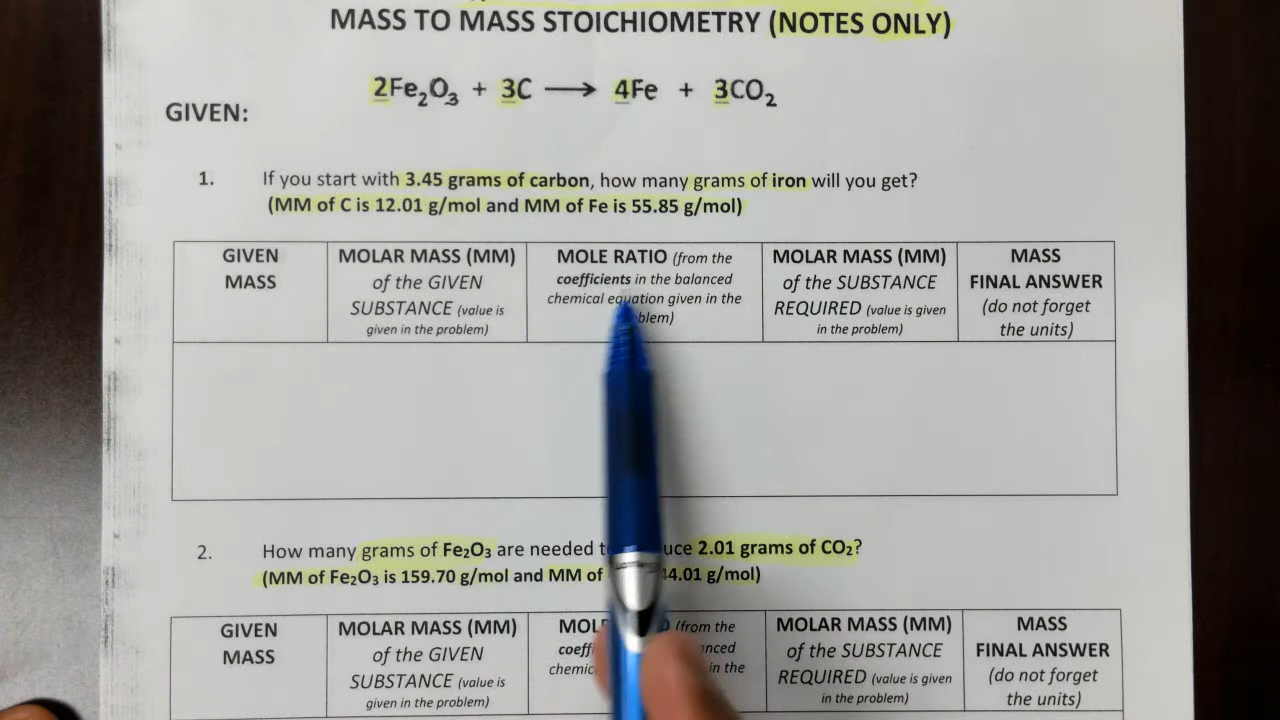 MASS TO MASS STOICHIOMETRY (NOTES ONLY)
2Fe₂O₃ + 3C ⟶ 4Fe + 3CO₂
GIVEN:
1. If you start with 3.45 grams of carbon, how many grams of iron will you get?
(MM of C is 12.01 g/mol and MM of Fe is 55.85 g/mol)
GIVEN
MASS
MOLAR MASS (MM)
of the GIVEN
SUBSTANCE (value is
given in the problem)
MOLE RATIO (from the
coefficients in the balanced
chemical equation given in the
MOLAR MASS (MM)
of the SUBSTANCE
REQUIRED (value is given
in the problem)
MASS
FINAL ANSWER
(do not forget
the units)
2. How many grams of Fe₂O₃ are needed 2.01 grams of CO₂?
(MM of Fe₂O₃ is 159.70 g/mol and MM of g/mol)
GIVEN
MASS
MOLAR MASS (MM)
of the GIVEN
SUBSTANCE (value is
given in the problem)
(from the
in the
MOLAR MASS (MM)
of the SUBSTANCE
REQUIRED (value is given
in the problem)
MASS
FINAL ANSWER
(do not forget
the units)